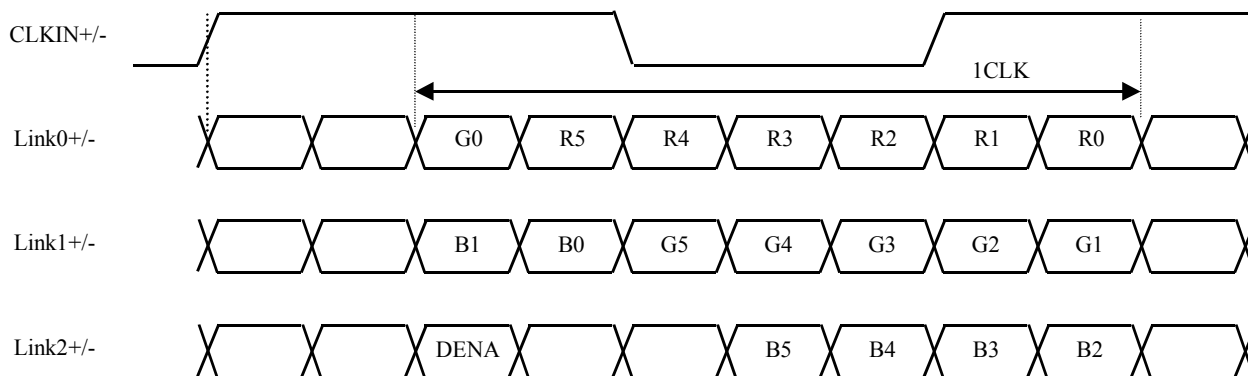 CLKIN+/-
1CLK
Link0+/- G0 R5 R4 R3 R2 R1 R0
Link1+/- B1 B0 G5 G4 G3 G2 G1
Link2+/- DENA B5 B4 B3 B2